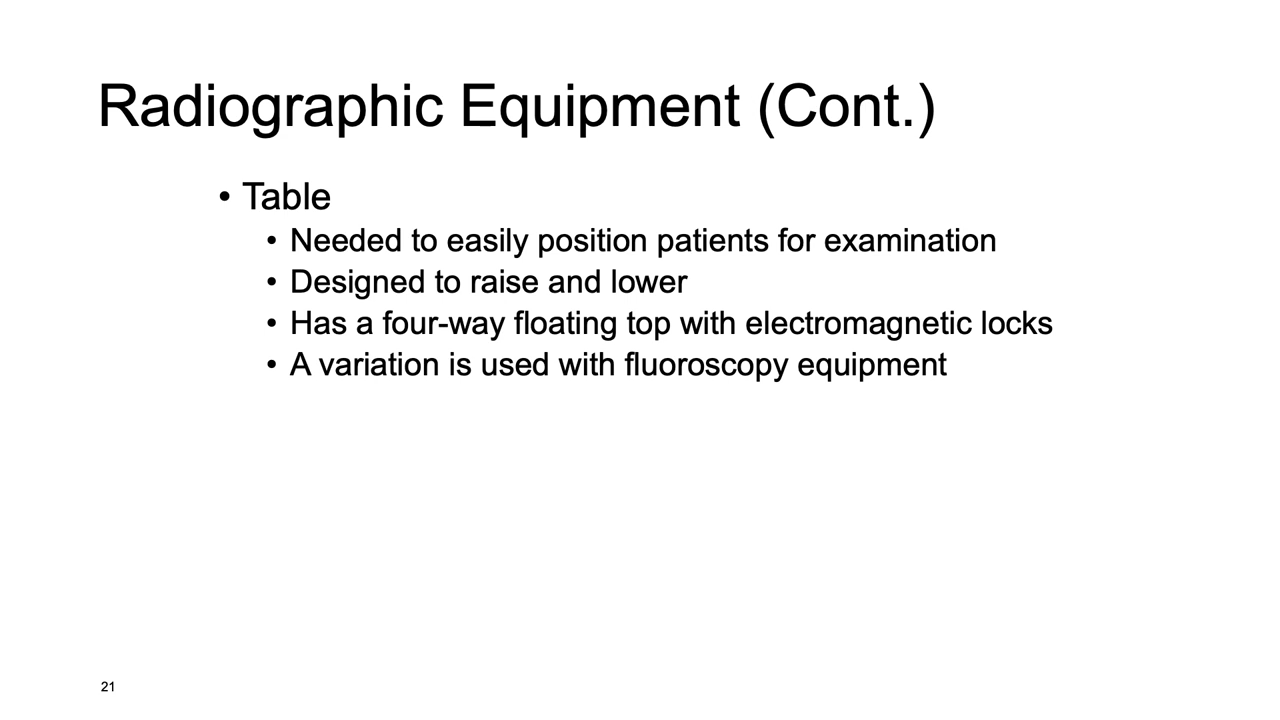 Radiographic Equipment (Cont.)
• Table
• Needed to easily position patients for examination
• Designed to raise and lower
• Has a four-way floating top with electromagnetic locks
• A variation is used with fluoroscopy equipment
21